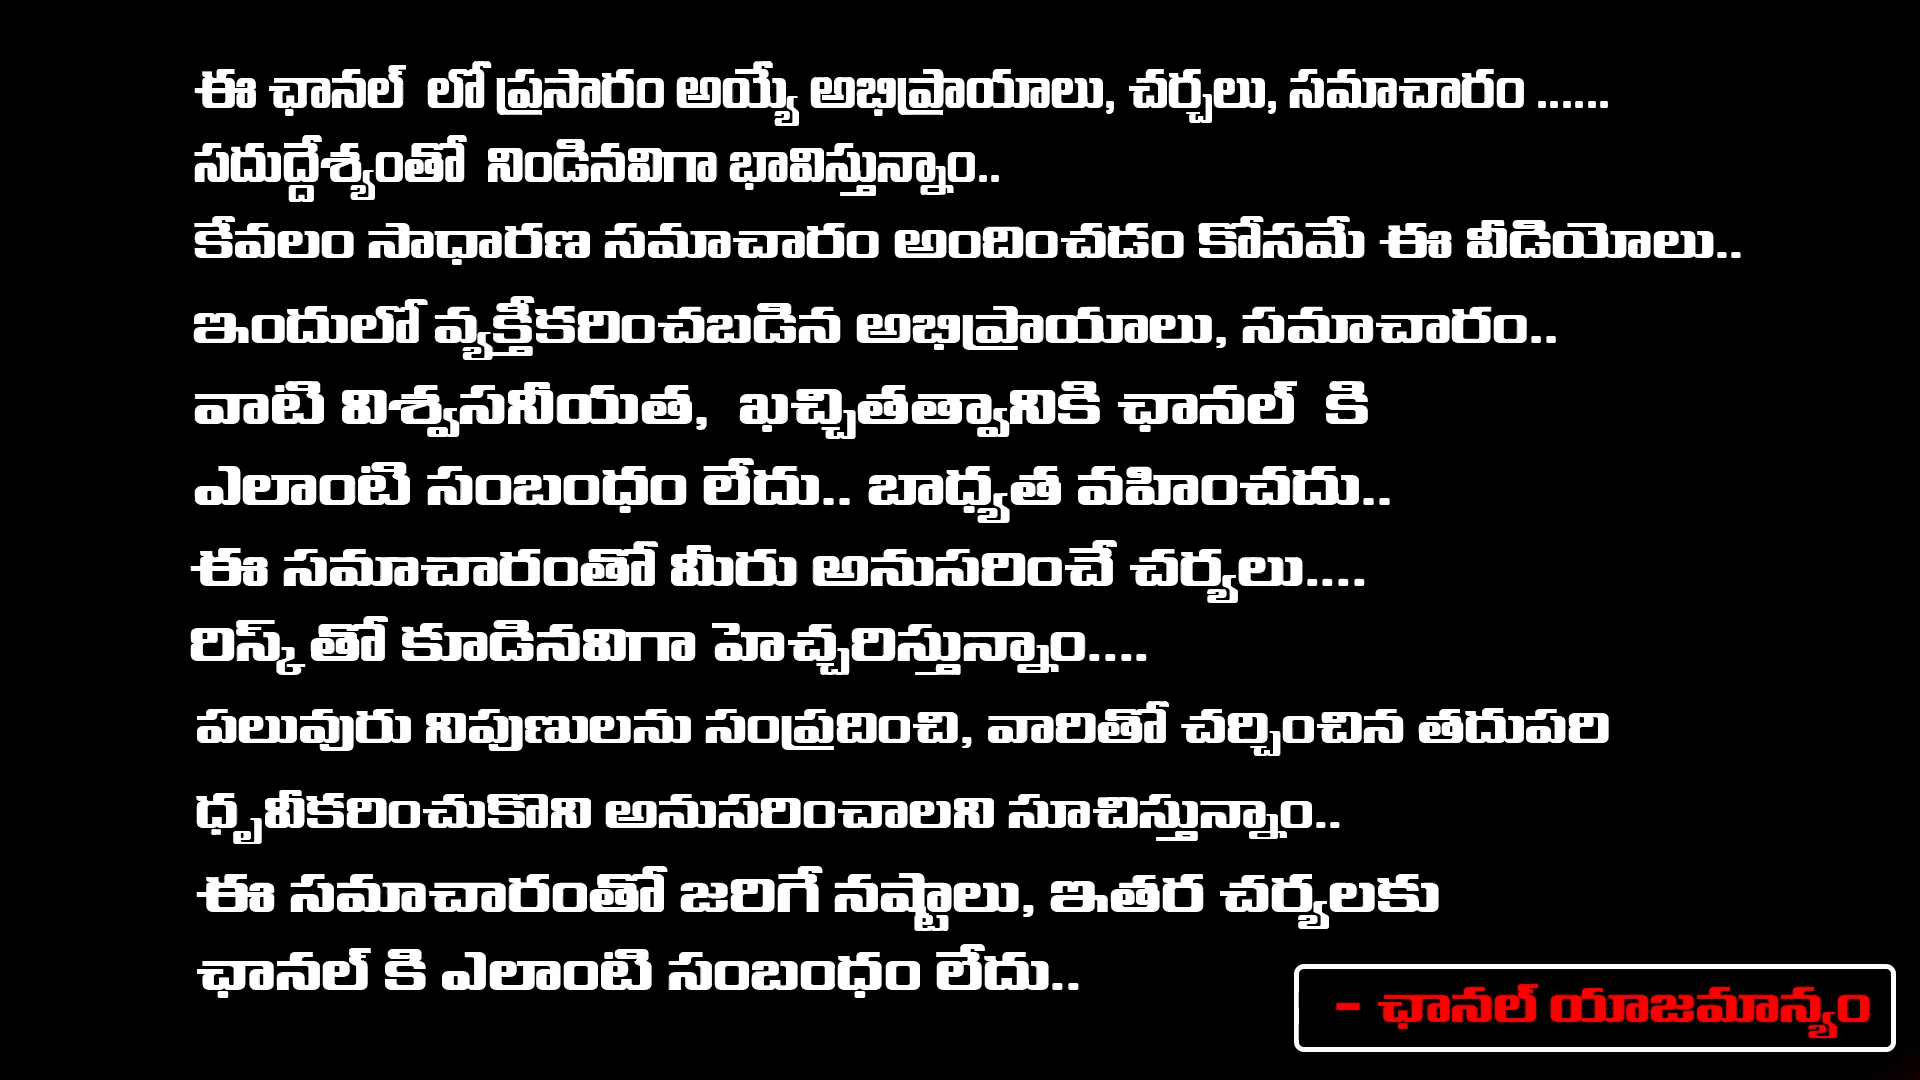 ఈ ఛానల్ లో ప్రసారం అయ్యే అభిప్రాయాలు, చర్చలు, సమాచారం ......
సదుద్దేశ్యంతో నిండినవిగా భావిస్తున్నాం..
కేవలం సాధారణ సమాచారం అందించడం కోసమే ఈ వీడియోలు..
ఇందులో వ్యక్తీకరించబడిన అభిప్రాయాలు, సమాచారం..
వాటి విశ్వసనీయత, ఖచ్చితత్వానికి ఛానల్ కి
ఎలాంటి సంబంధం లేదు.. బాధ్యత వహించదు..
ఈ సమాచారంతో మీరు అనుసరించే చర్యలు....
రిస్క్ తో కూడినవిగా హెచ్చరిస్తున్నాం....
పలువురు నిపుణులను సంప్రదించి, వారితో చర్చించిన తదుపరి
ధృవీకరించుకొని అనుసరించాలని సూచిస్తున్నాం..
ఈ సమాచారంతో జరిగే నష్టాలు, ఇతర చర్యలకు
ఛానల్ కి ఎలాంటి సంబంధం లేదు..
- ఛానల్ యాజమాన్యం